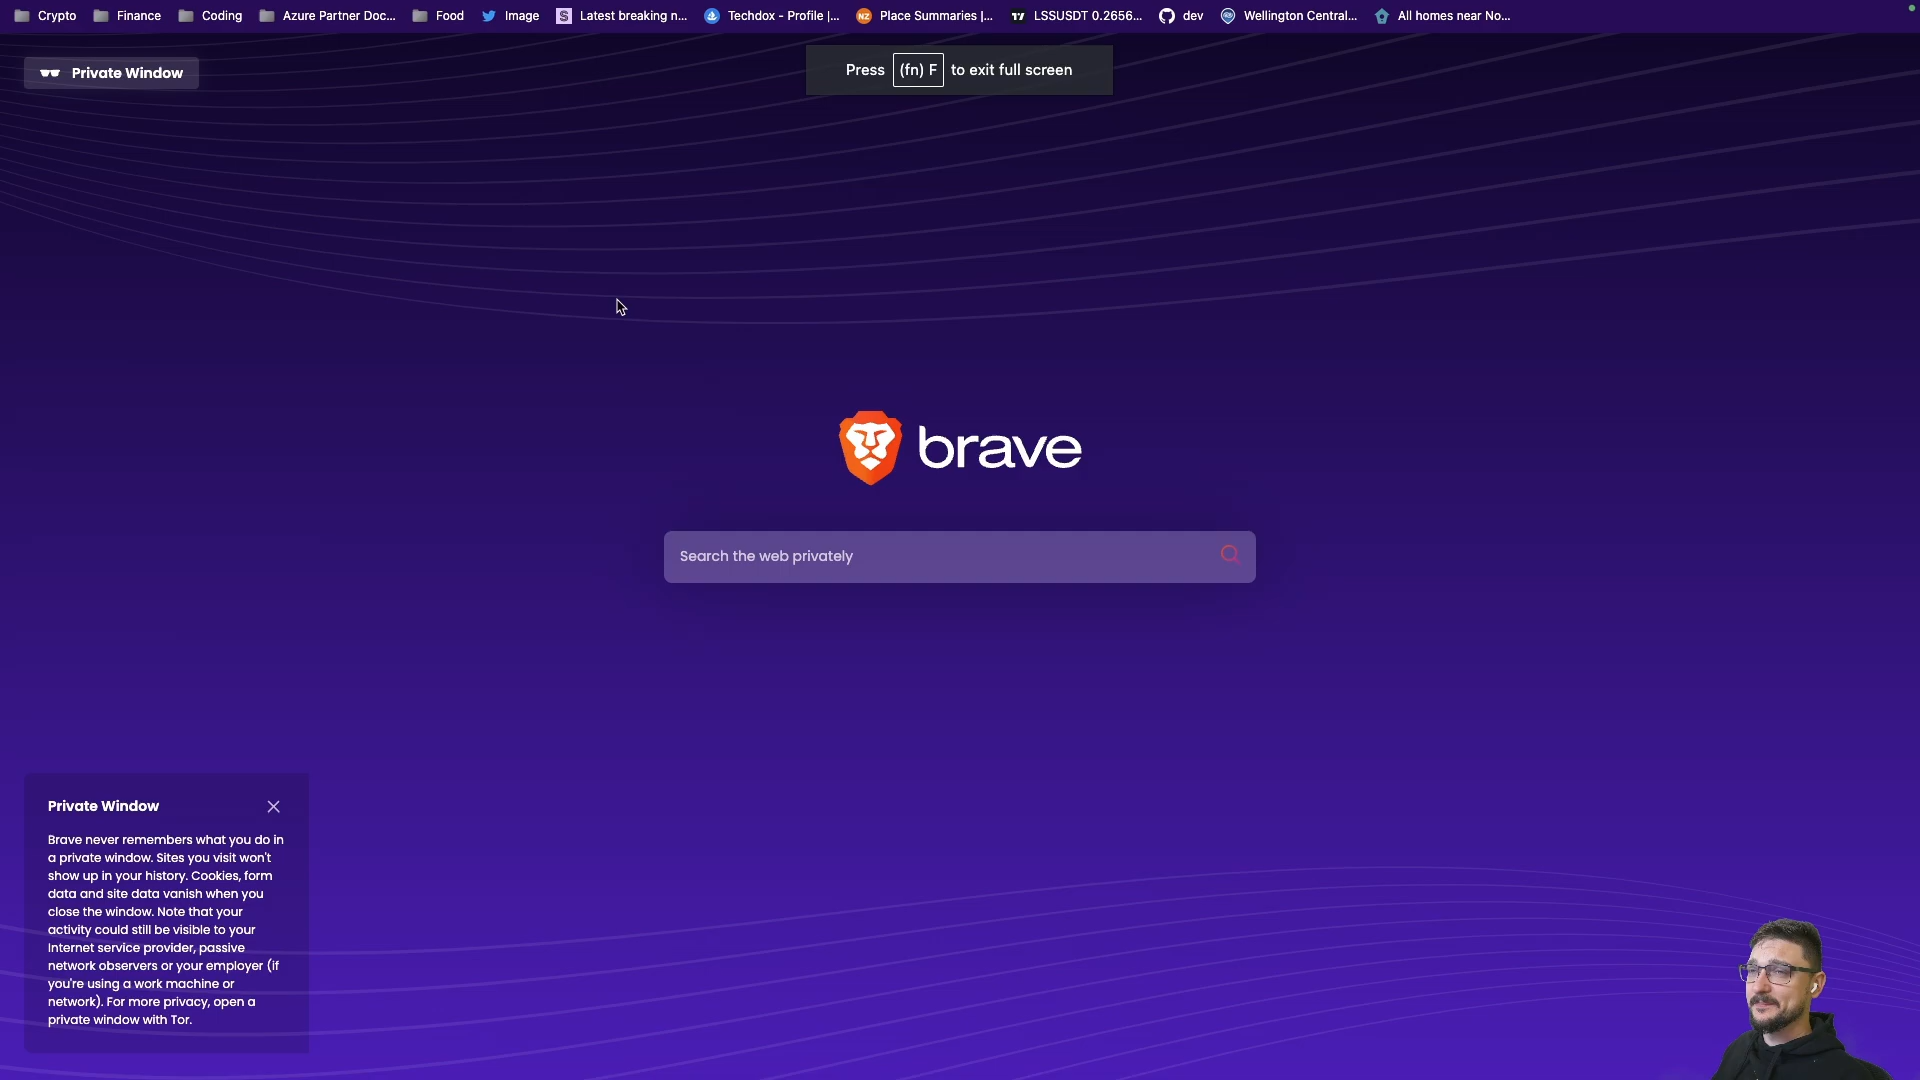 Crypto Finance Coding Azure Partner Doc... Food Image Latest breaking n... Techdox - Profile |... Place Summaries |... LSSUSDT 0.2656... dev Wellington Central... All homes near No...
Private Window
Press (fn) F to exit full screen
brave
Search the web privately
Private Window
Brave never remembers what you do in
a private window. Sites you visit won't
show up in your history. Cookies, form
data and site data vanish when you
close the window. Note that your
activity could still be visible to your
Internet service provider, passive
network observers or your employer (if
you're using a work machine or
network). For more privacy, open a
private window with Tor.